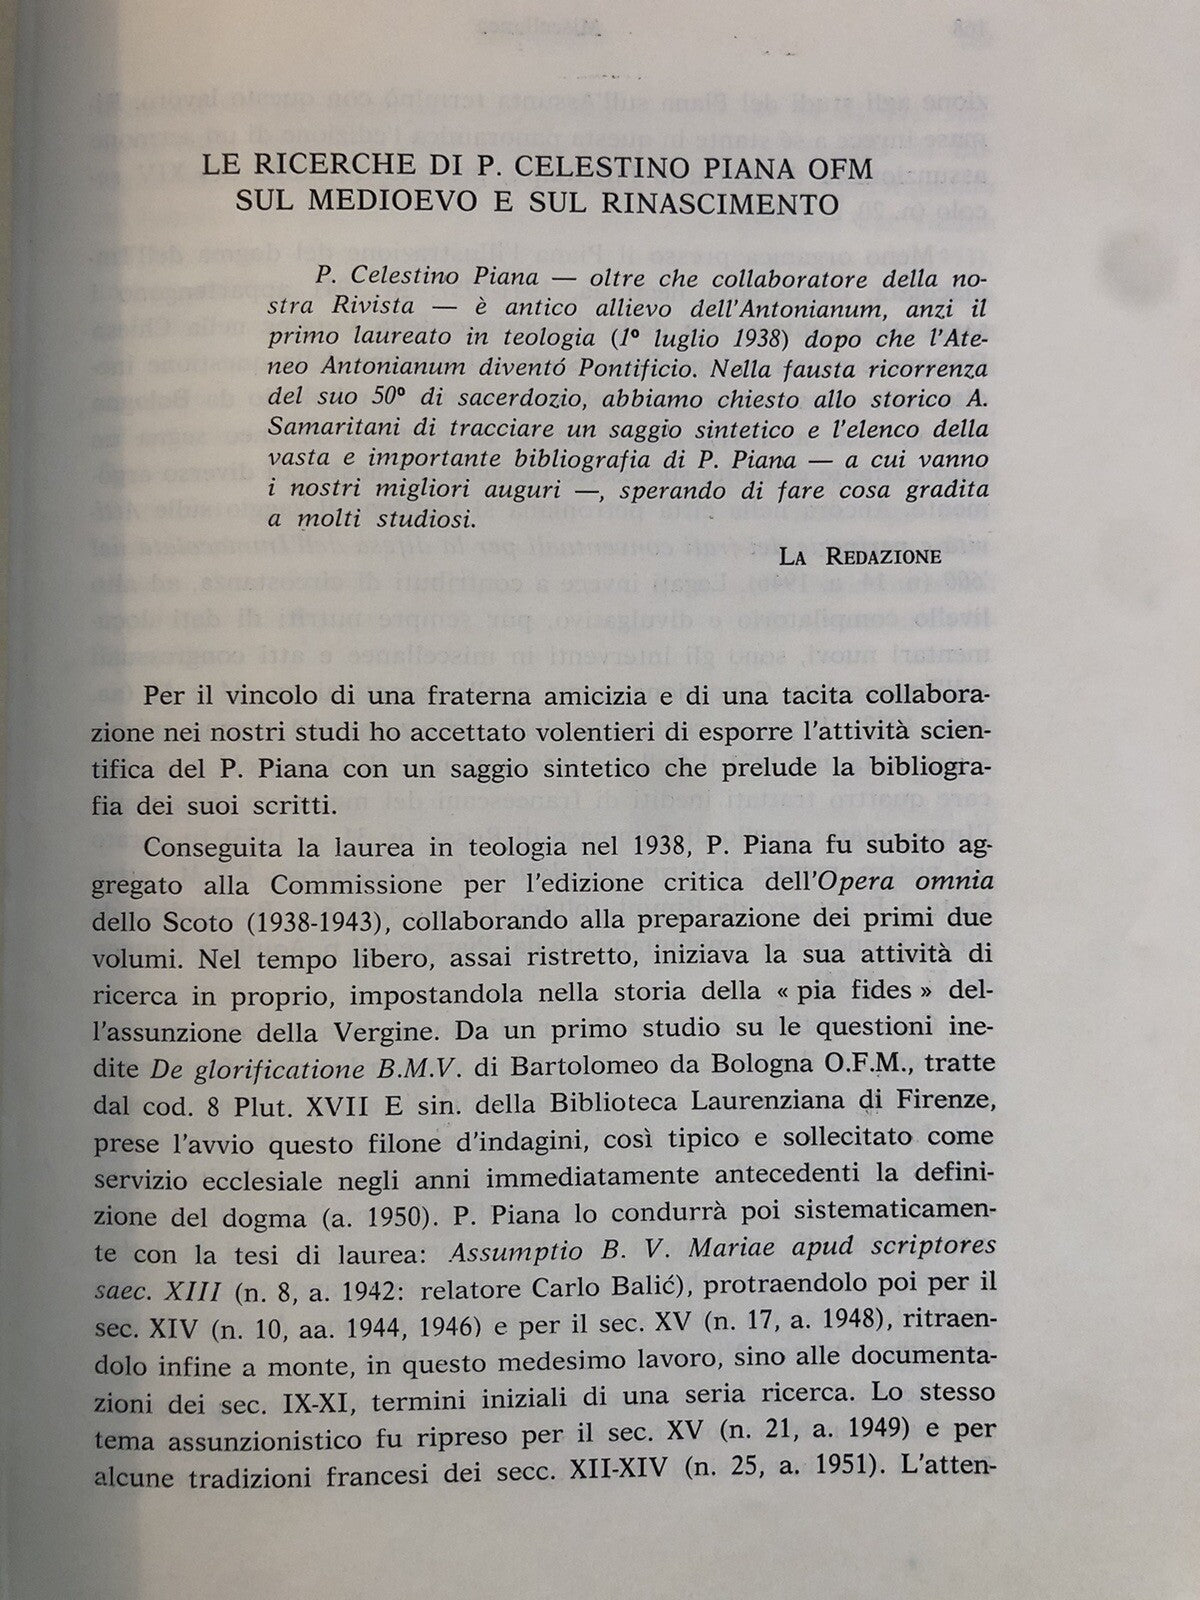 LE RICERCHE DI P. CELESTINO PIANA OFM
SUL MEDIOEVO E SUL RINASCIMENTO
P. Celestino Piana — oltre che collaboratore della no-
stra Rivista — è antico allievo dell'Antonianum, anzi il
primo laureato in teologia (1º luglio 1938) dopo che l'Ate-
neo Antonianum diventó Pontificio. Nella fausta ricorrenza
del suo 50º di sacerdozio, abbiamo chiesto allo storico A.
Samaritani di tracciare un saggio sintetico e l'elenco della
vasta e importante bibliografia di P. Piana — a cui vanno
i nostri migliori auguri —, sperando di fare cosa gradita
a molti studiosi.
LA REDAZIONE
Per il vincolo di una fraterna amicizia e di una tacita collabora-
zione nei nostri studi ho accettato volentieri di esporre l'attività scien-
tifica del P. Piana con un saggio sintetico che prelude la bibliogra-
fia dei suoi scritti.
Conseguita la laurea in teologia nel 1938, P. Piana fu subito ag-
gregato alla Commissione per l'edizione critica dell'Opera omnia
dello Scoto (1938-1943), collaborando alla preparazione dei primi due
volumi. Nel tempo libero, assai ristretto, iniziava la sua attività di
ricerca in proprio, impostandola nella storia della « pia fides » del-
l'assunzione della Vergine. Da un primo studio su le questioni ine-
dite De glorificatione B.M.V. di Bartolomeo da Bologna O.F.M., tratte
dal cod. 8 Plut. XVII E sin. della Biblioteca Laurenziana di Firenze,
prese l'avvio questo filone d'indagini, così tipico e sollecitato come
servizio ecclesiale negli anni immediatamente antecedenti la defini-
zione del dogma (a. 1950). P. Piana lo condurrà poi sistematicamen-
te con la tesi di laurea: Assumptio B. V. Mariae apud scriptores
saec. XIII (n. 8, a. 1942: relatore Carlo Balić), protraendolo poi per il
sec. XIV (n. 10, aa. 1944, 1946) e per il sec. XV (n. 17, a. 1948), ritraen-
dolo infine a monte, in questo medesimo lavoro, sino alle documenta-
zioni dei sec. IX-XI, termini iniziali di una seria ricerca. Lo stesso
tema assunzionistico fu ripreso per il sec. XV (n. 21, a. 1949) e per
alcune tradizioni francesi dei secc. XII-XIV (n. 25, a. 1951). L'atten-